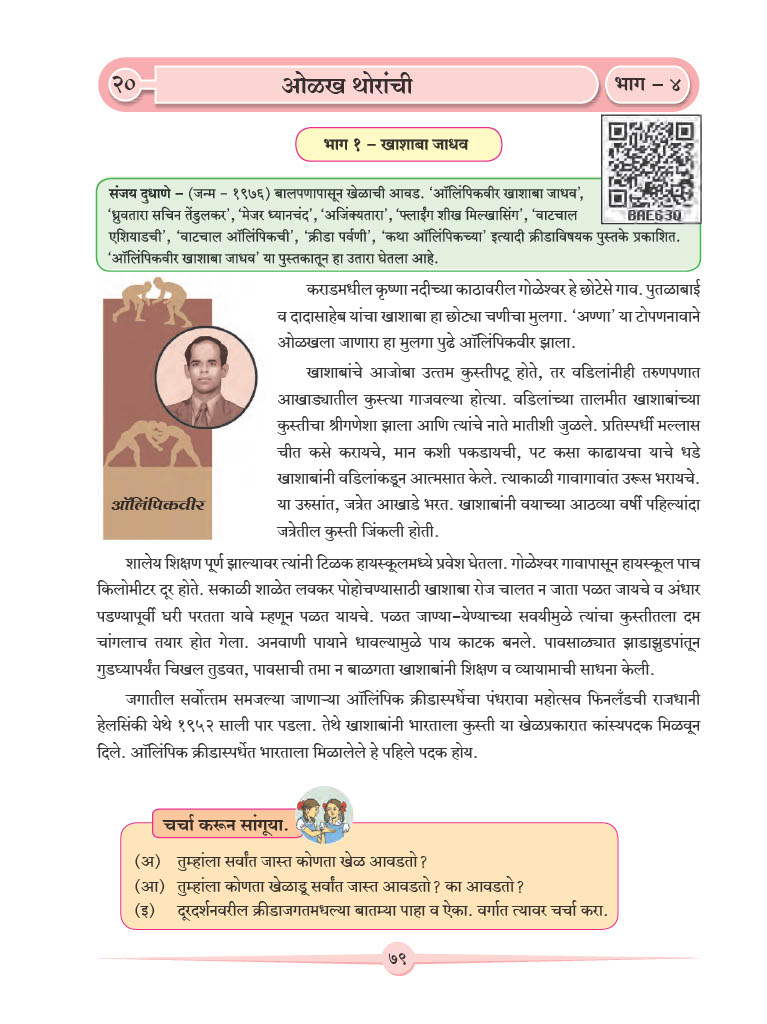 २०
ओळख थोरांची
भाग – ४
भाग १ – खाशाबा जाधव
BAE63Q
संजय दुधाणे – (जन्म - १९७६) बालपणापासून खेळाची आवड. ‘ऑलिंपिकवीर खाशाबा जाधव’,
‘ध्रुवतारा सचिन तेंडुलकर’, ‘मेजर ध्यानचंद’, ‘अजिंक्यतारा’, ‘फ्लाईंग शीख मिल्खासिंग’, ‘वाटचाल
एशियाडची’, ‘वाटचाल ऑलिंपिकची’, ‘क्रीडा पर्वणी’, ‘कथा ऑलिंपिकच्या’ इत्यादी क्रीडाविषयक पुस्तके प्रकाशित.
‘ऑलिंपिकवीर खाशाबा जाधव’ या पुस्तकातून हा उतारा घेतला आहे.
कराडमधील कृष्णा नदीच्या काठावरील गोळेश्वर हे छोटेसे गाव. पुतळाबाई
व दादासाहेब यांचा खाशाबा हा छोट्या चणीचा मुलगा. ‘अण्णा’ या टोपणनावाने
ओळखला जाणारा हा मुलगा पुढे ऑलिंपिकवीर झाला.
खाशाबांचे आजोबा उत्तम कुस्तीपटू होते, तर वडिलांनीही तरुणपणात
आखाड्यातील कुस्त्या गाजवल्या होत्या. वडिलांच्या तालमीत खाशाबांच्या
कुस्तीचा श्रीगणेशा झाला आणि त्यांचे नाते मातीशी जुळले. प्रतिस्पर्धी मल्लास
चीत कसे करायचे, मान कशी पकडायची, पट कसा काढायचा याचे धडे
खाशाबांनी वडिलांकडून आत्मसात केले. त्याकाळी गावागावांत उरूस भरायचे.
या उरुसांत, जत्रेत आखाडे भरत. खाशाबांनी वयाच्या आठव्या वर्षी पहिल्यांदा
जत्रेतील कुस्ती जिंकली होती.
ऑलिंपिकवीर
शालेय शिक्षण पूर्ण झाल्यावर त्यांनी टिळक हायस्कूलमध्ये प्रवेश घेतला. गोळेश्वर गावापासून हायस्कूल पाच
किलोमीटर दूर होते. सकाळी शाळेत लवकर पोहोचण्यासाठी खाशाबा रोज चालत न जाता पळत जायचे व अंधार
पडण्यापूर्वी घरी परतता यावे म्हणून पळत यायचे. पळत जाण्या-येण्याच्या सवयीमुळे त्यांचा कुस्तीतला दम
चांगलाच तयार होत गेला. अनवाणी पायाने धावल्यामुळे पाय काटक बनले. पावसाळ्यात झाडाझुडपांतून
गुडघ्यापर्यंत चिखल तुडवत, पावसाची तमा न बाळगता खाशाबांनी शिक्षण व व्यायामाची साधना केली.
जगातील सर्वोत्तम समजल्या जाणाऱ्या ऑलिंपिक क्रीडास्पर्धेचा पंधरावा महोत्सव फिनलँडची राजधानी
हेलसिंकी येथे १९५२ साली पार पडला. तेथे खाशाबांनी भारताला कुस्ती या खेळप्रकारात कांस्यपदक मिळवून
दिले. ऑलिंपिक क्रीडास्पर्धेत भारताला मिळालेले हे पहिले पदक होय.
चर्चा करून सांगूया.
(अ) तुम्हांला सर्वांत जास्त कोणता खेळ आवडतो?
(आ) तुम्हांला कोणता खेळाडू सर्वांत जास्त आवडतो? का आवडतो?
(इ) दूरदर्शनवरील क्रीडाजगतमधल्या बातम्या पाहा व ऐका. वर्गात त्यावर चर्चा करा.
७९